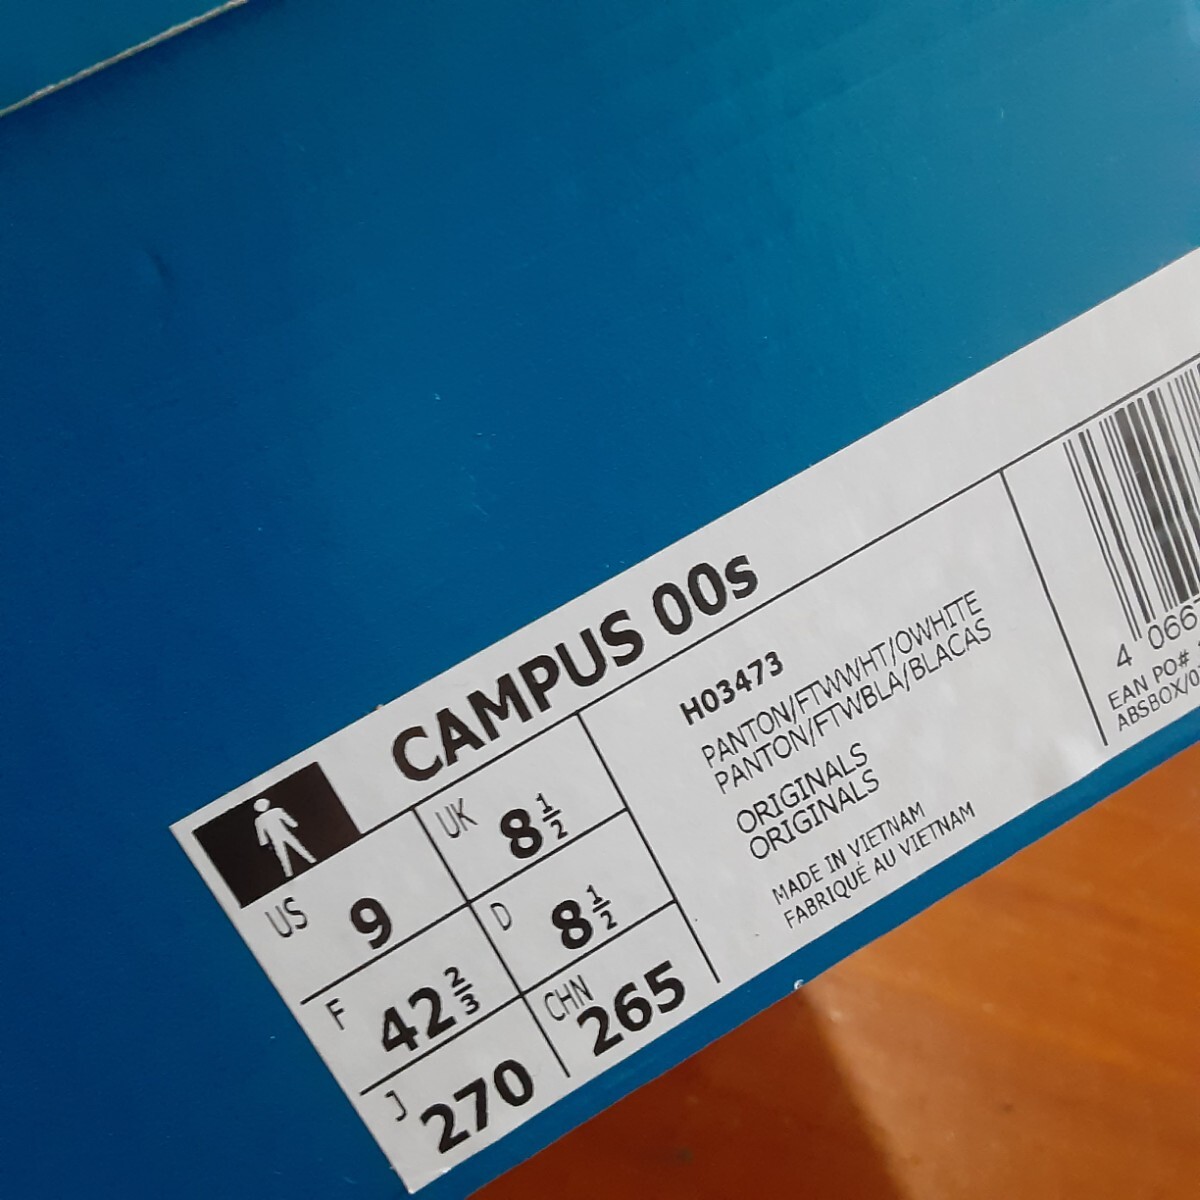 CAMPUS 00s
US 9
UK 8 1/2
F 42 2/3
D 8 1/2
J 270
CHN 265
H03473
PANTON/FTWWHT/OWHITE
PANTON/FTWBLA/BLACAS
ORIGINALS
ORIGINALS
MADE IN VIETNAM
FABRIQUÉ AU VIETNAM
4 066
EAN PO#
ABSBOX/0